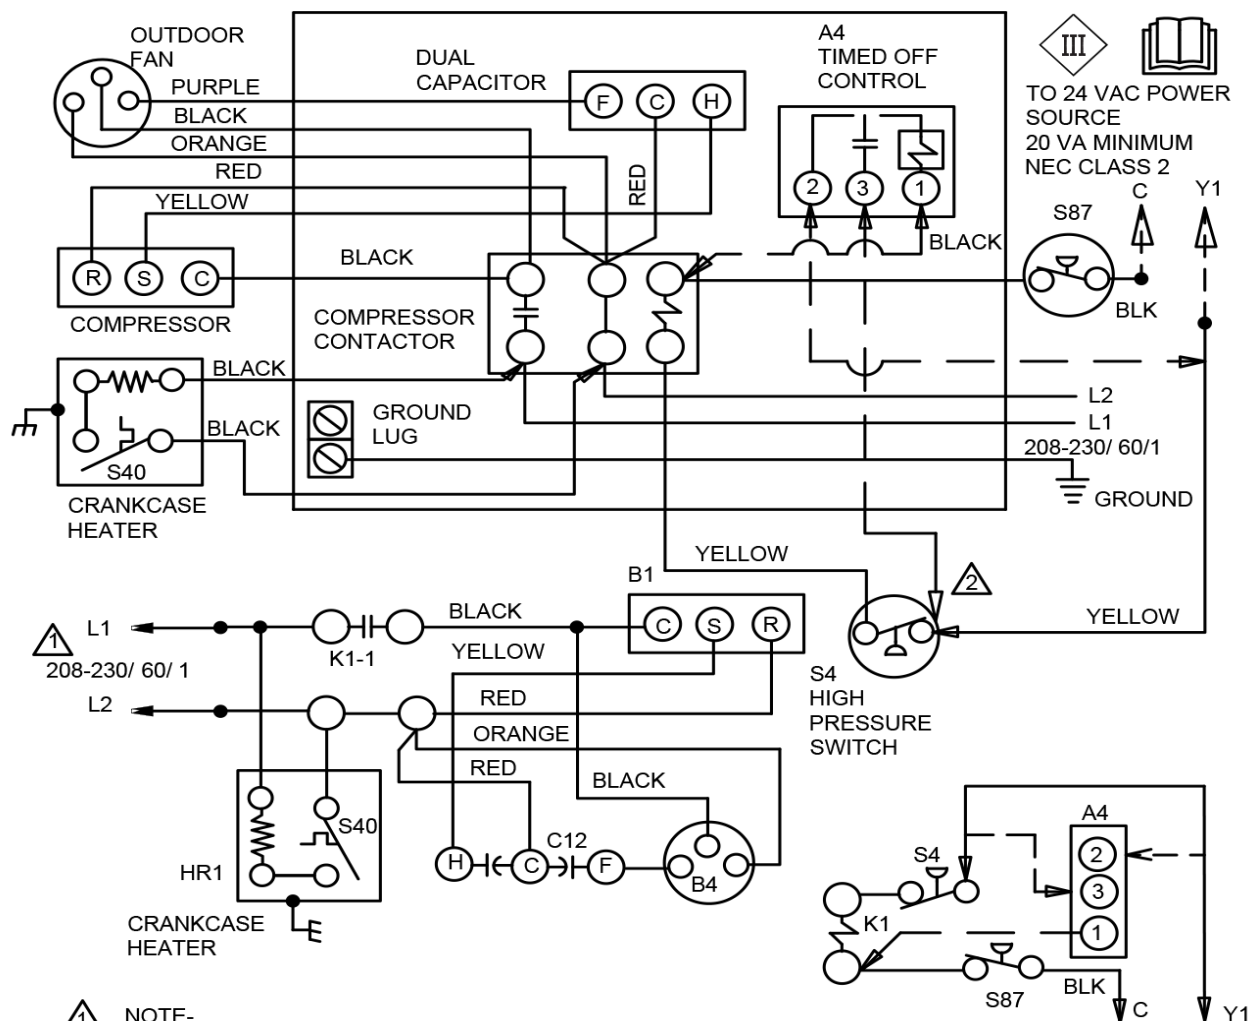 OUTDOOR
FAN
PURPLE
BLACK
ORANGE
RED
YELLOW
DUAL
CAPACITOR
F C H
RED
A4
TIMED OFF
CONTROL
2 3 1
BLACK
III
TO 24 VAC POWER
SOURCE
20 VA MINIMUM
NEC CLASS 2
C Y1
S87
BLK
R S C
COMPRESSOR
BLACK
COMPRESSOR
CONTACTOR
BLACK
BLACK
S40
CRANKCASE
HEATER
GROUND
LUG
L2
L1
208-230/ 60/1
GROUND
YELLOW
2
YELLOW
S4
HIGH
PRESSURE
SWITCH
B1
C S R
1
L1
208-230/ 60/ 1
L2
K1-1
BLACK
YELLOW
RED
ORANGE
RED
BLACK
S40
HR1
CRANKCASE
HEATER
H C F
C12
B4
A4
2
3
1
S4
K1
S87
BLK
C
Y1
1 NOTE-